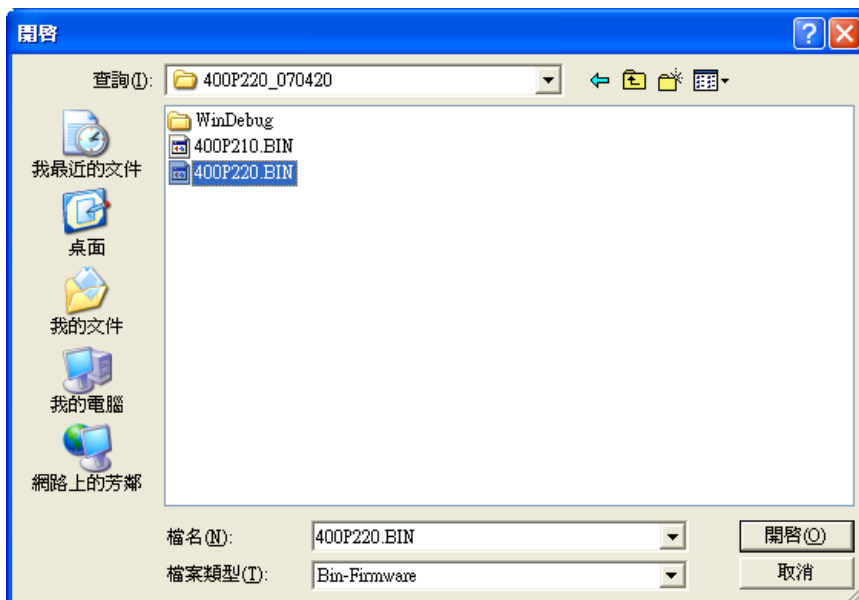 開啓
查詢(I):
400P220_070420
我最近的文件
桌面
我的文件
我的電腦
網路上的芳鄰
WinDebug
400P210.BIN
400P220.BIN
檔名(N):
400P220.BIN
開啓(O)
檔案類型(T):
Bin-Firmware
取消